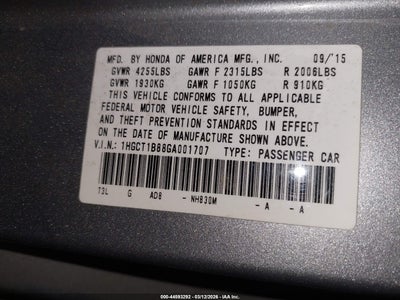 MFD. BY HONDA OF AMERICA MFG., INC. 09/'15
GVWR 4255LBS GAWR F 2315LBS R 2006LBS
GVWR 1930KG GAWR F 1050KG R 910KG
THIS VEHICLE CONFORMS TO ALL APPLICABLE
FEDERAL MOTOR VEHICLE SAFETY, BUMPER,
AND THEFT PREVENTION STANDARDS IN EFFECT
ON THE DATE OF MANUFACTURE SHOWN ABOVE.
V.I.N.: 1HGCT1B88GA001707 TYPE: PASSENGER CAR
T3L G AD8 - NH830M - A - A
000-44593292 - 03/12/2026 - IAA Inc.